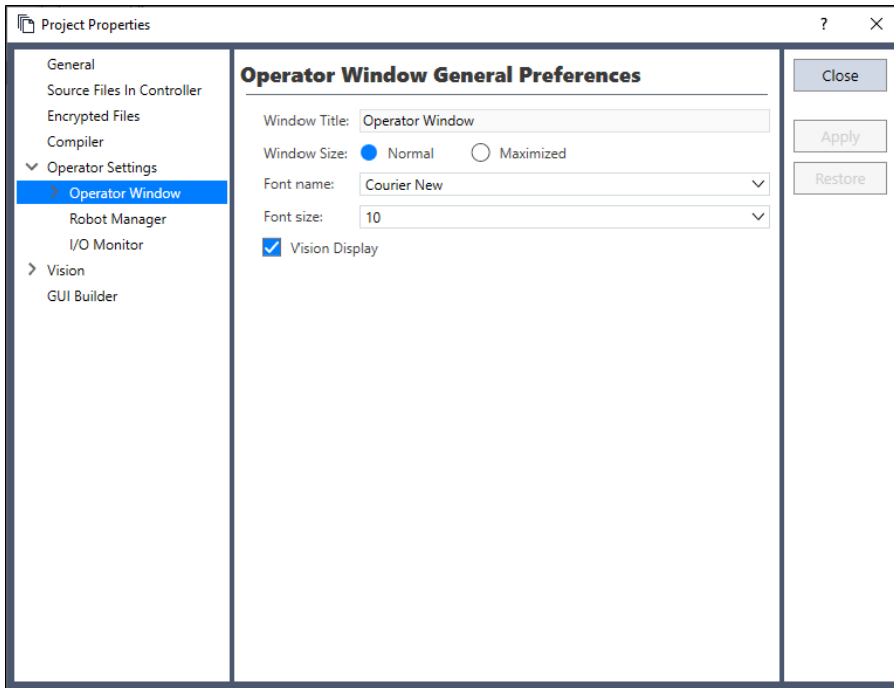 Project Properties
?
General
Source Files In Controller
Encrypted Files
Compiler
Operator Settings
Operator Window
Robot Manager
I/O Monitor
Vision
GUI Builder
Operator Window General Preferences
Window Title: Operator Window
Window Size: Normal Maximized
Font name: Courier New
Font size: 10
Vision Display
Close
Apply
Restore